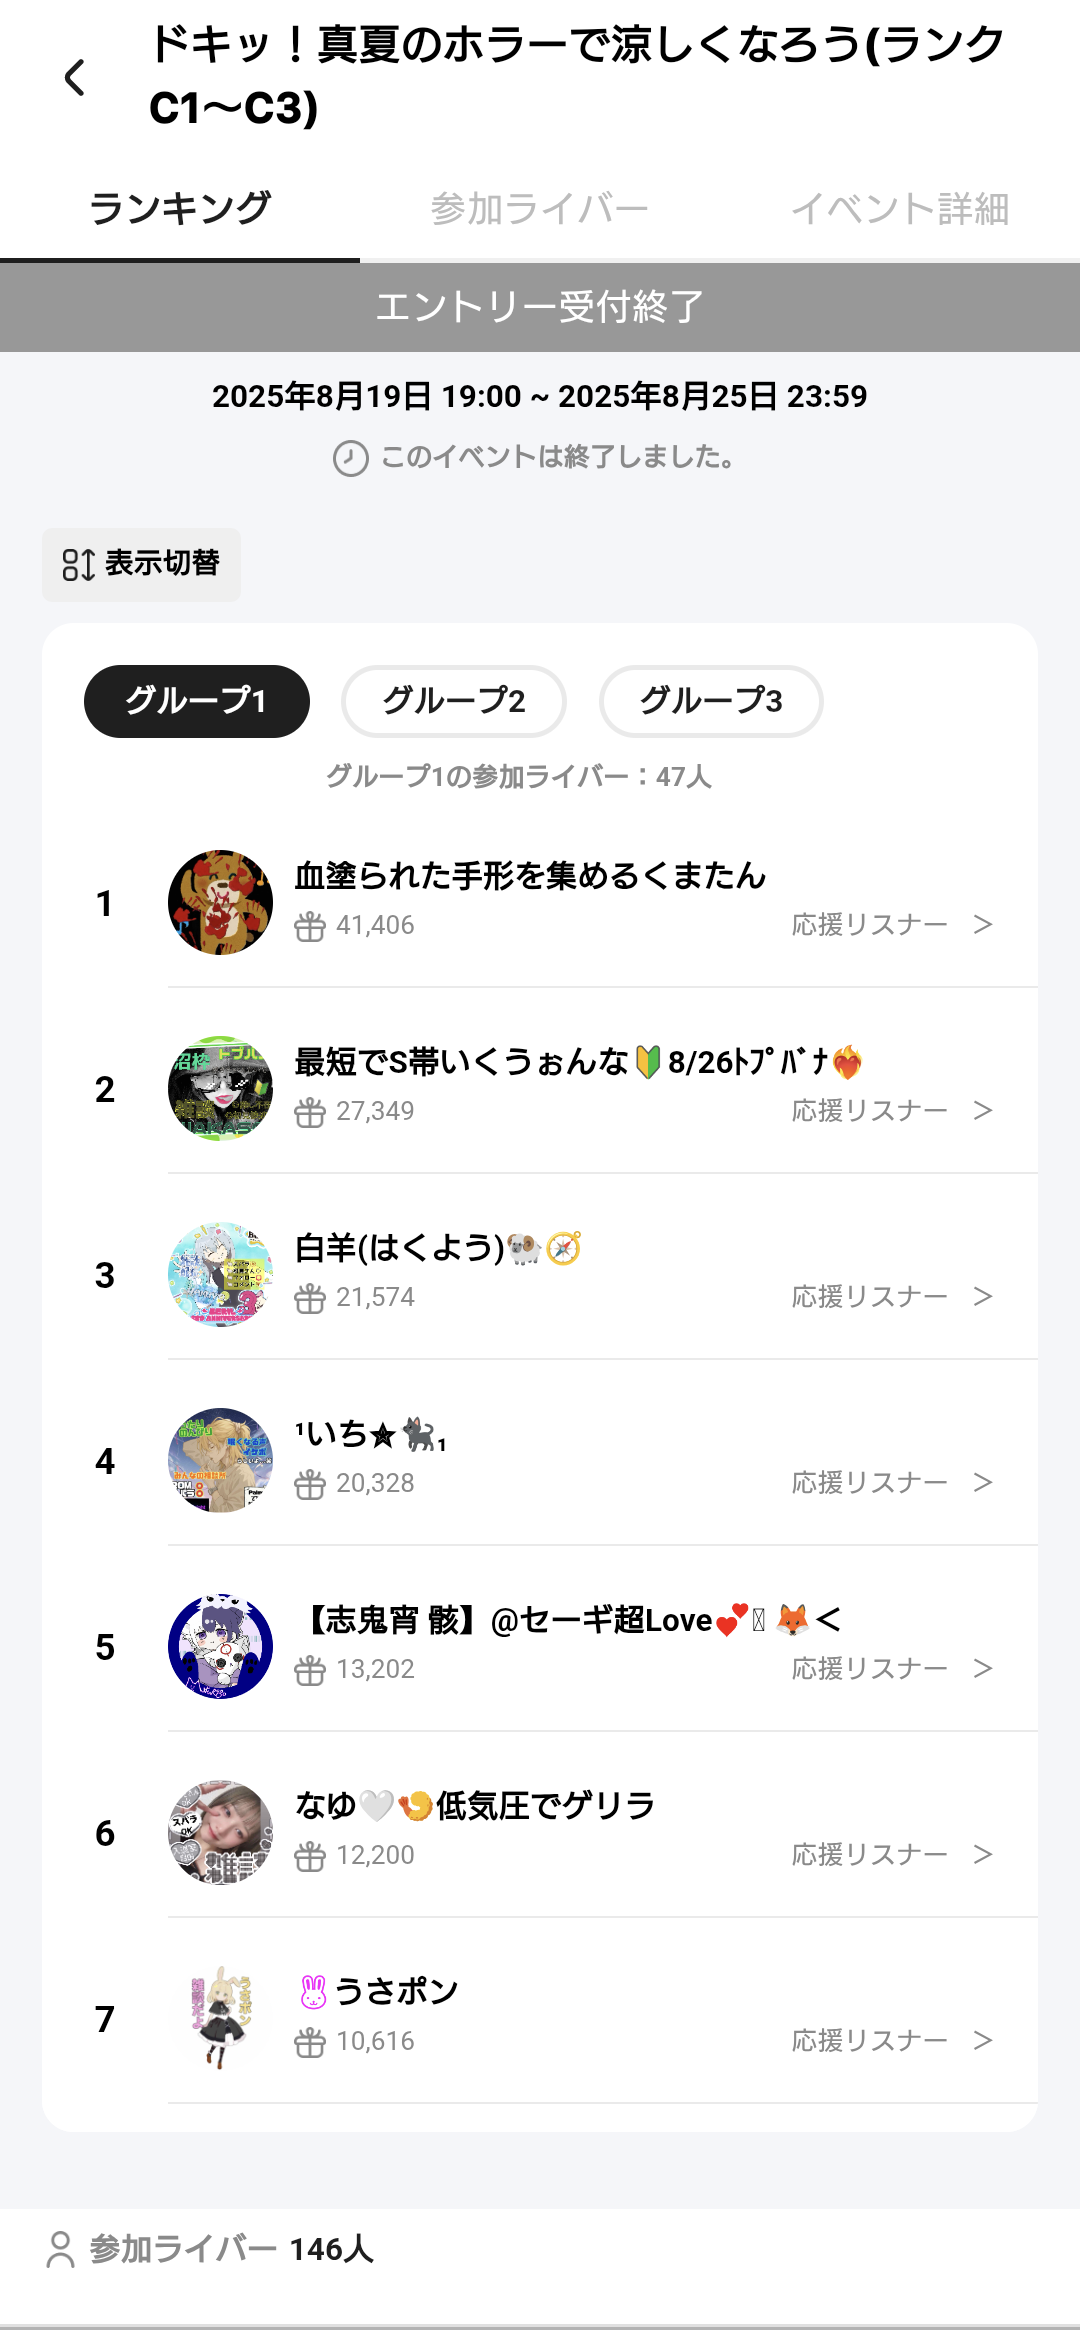 ドキッ！真夏のホラーで涼しくなろう(ランク
C1〜C3)
ランキング 参加ライバー イベント詳細
エントリー受付終了
2025年8月19日 19:00 ~ 2025年8月25日 23:59
このイベントは終了しました。
表示切替
グループ1 グループ2 グループ3
グループ1の参加ライバー：47人
1 血塗られた手形を集めるくまたん
41,406 応援リスナー ＞
2 最短でS帯いくうぉんな🔰8/26ﾄﾌﾟﾊﾞﾅ❤️‍🔥
27,349 応援リスナー ＞
3 白羊(はくよう)🐏🧭
21,574 応援リスナー ＞
4 ¹いち✮🐈‍⬛₁
20,328 応援リスナー ＞
5 【志鬼宵 骸】@セーギ超Love💕 🦊＜
13,202 応援リスナー ＞
6 なゆ🤍🍤低気圧でゲリラ
12,200 応援リスナー ＞
7 🐰うさポン
10,616 応援リスナー ＞
参加ライバー 146人